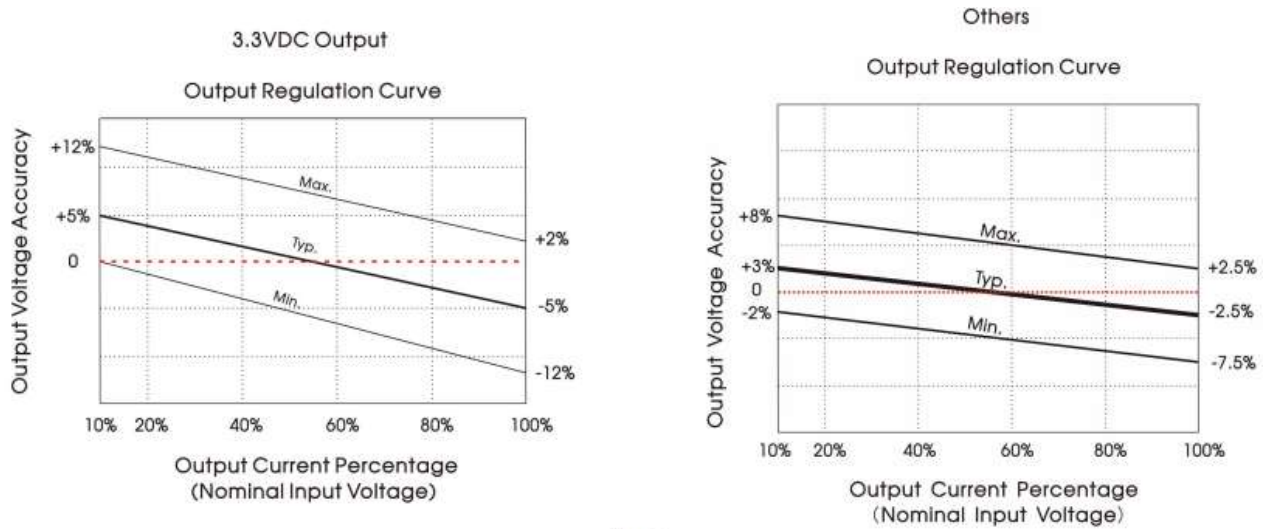 3.3VDC Output
Output Regulation Curve
Output Voltage Accuracy
+12%
+5%
0
Max.
Typ.
Min.
+2%
-5%
-12%
10% 20% 40% 60% 80% 100%
Output Current Percentage
(Nominal Input Voltage)
Others
Output Regulation Curve
Output Voltage Accuracy
+8%
+3%
0
-2%
Max.
Typ.
Min.
+2.5%
-2.5%
-7.5%
10% 20% 40% 60% 80% 100%
Output Current Percentage
(Nominal Input Voltage)